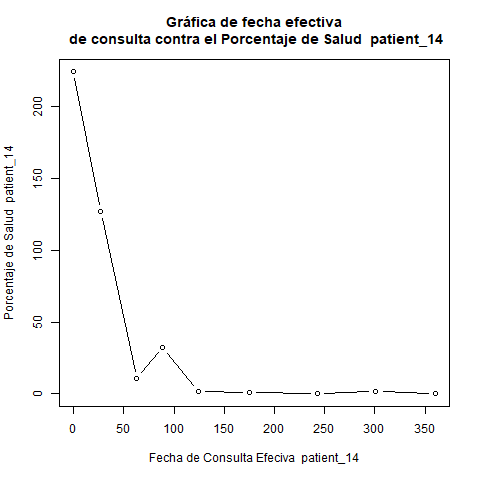 Gráfica de fecha efectiva
de consulta contra el Porcentaje de Salud patient_14
Porcentaje de Salud patient_14
200
150
100
50
0
0 50 100 150 200 250 300 350
Fecha de Consulta Efeciva patient_14